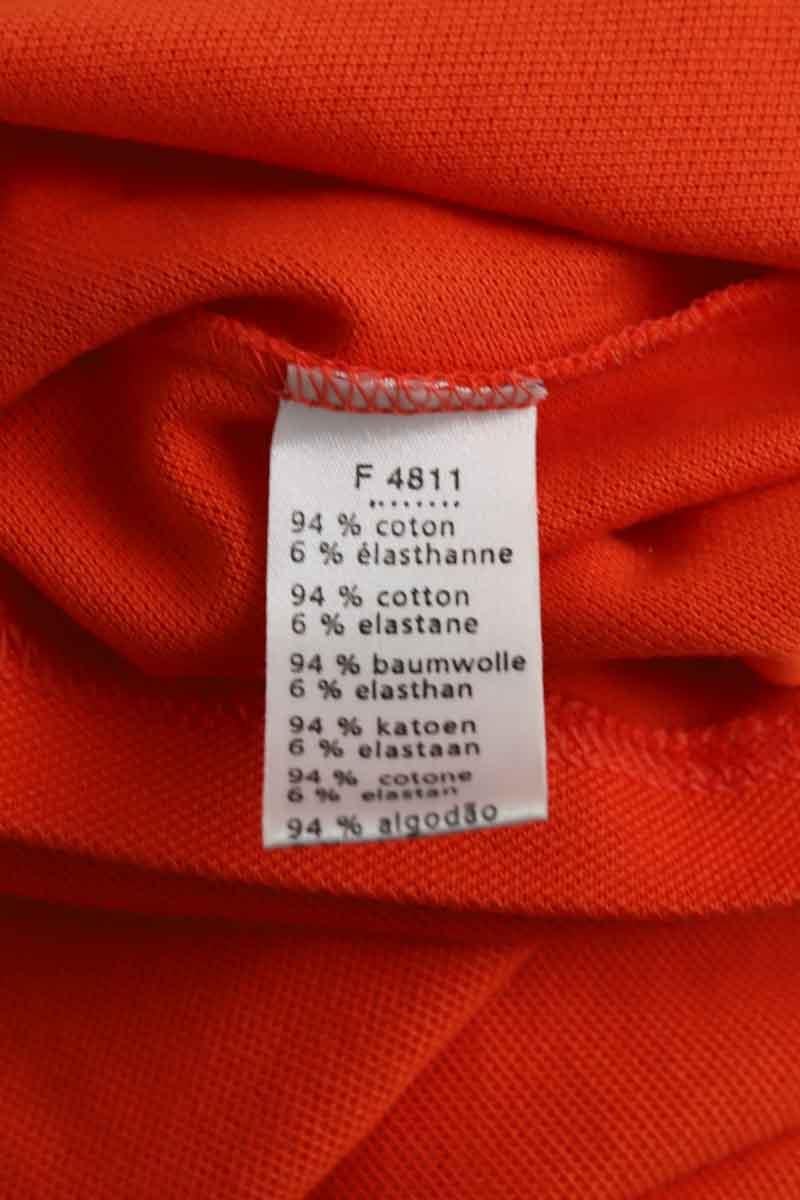 F 4811
94 % coton
6 % élasthanne
94 % cotton
6 % elastane
94 % baumwolle
6 % elasthan
94 % katoen
6 % elastaan
94 % cotone
6 % elastan
94 % algodão